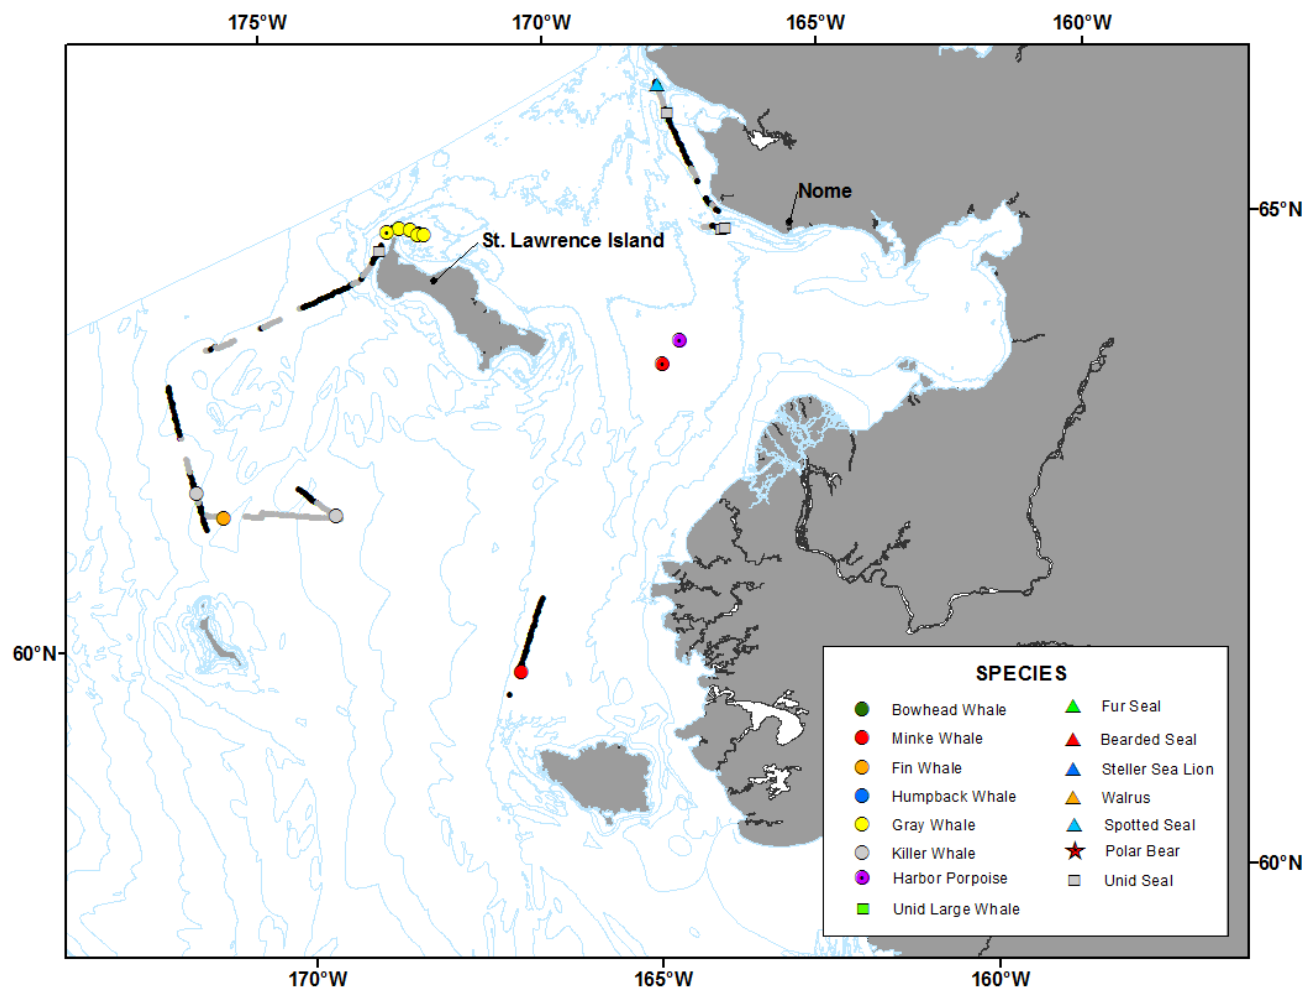 175°W 170°W 165°W 160°W
Nome
65°N
St. Lawrence Island
60°N
SPECIES
Bowhead Whale
Minke Whale
Fin Whale
Humpback Whale
Gray Whale
Killer Whale
Harbor Porpoise
Unid Large Whale
Fur Seal
Bearded Seal
Steller Sea Lion
Walrus
Spotted Seal
Polar Bear
Unid Seal
60°N
170°W 165°W 160°W